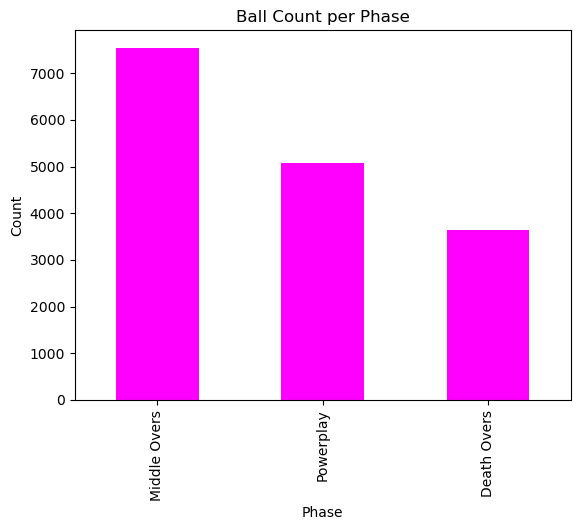 Ball Count per Phase
Count
7000
6000
5000
4000
3000
2000
1000
0
Middle Overs
Powerplay
Death Overs
Phase